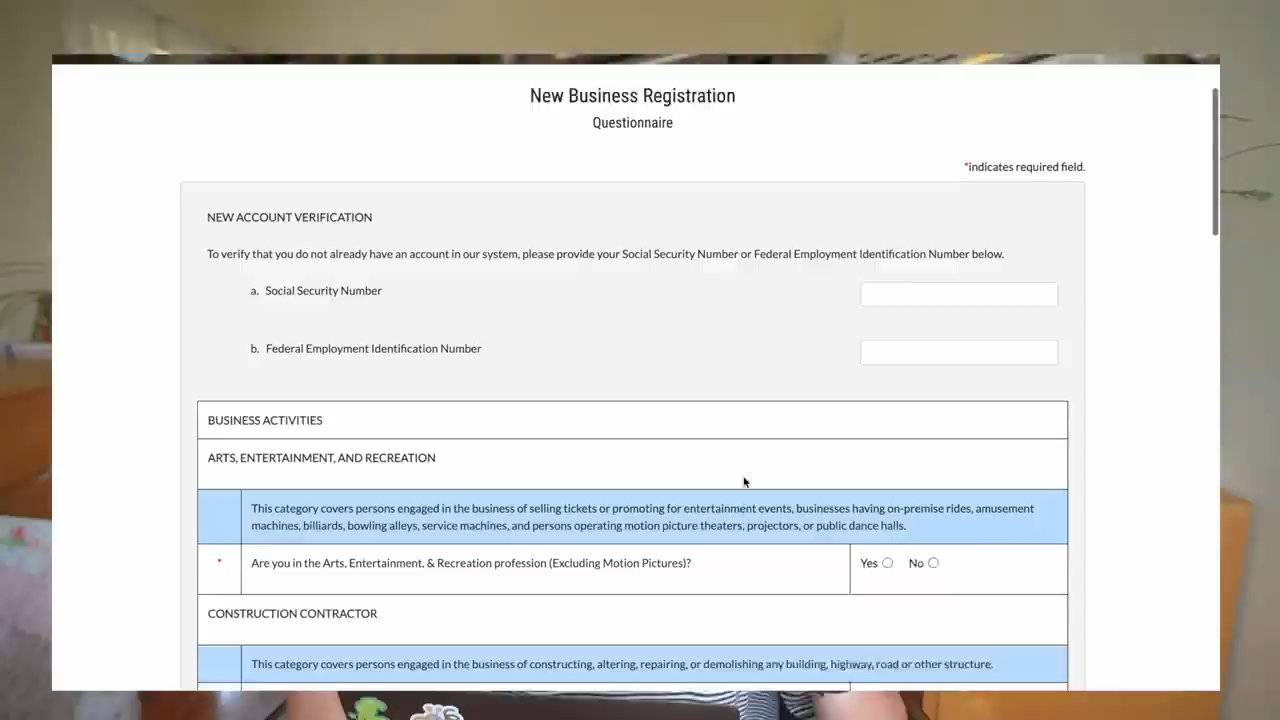 New Business Registration
Questionnaire
*indicates required field.
NEW ACCOUNT VERIFICATION
To verify that you do not already have an account in our system, please provide your Social Security Number or Federal Employment Identification Number below.
a. Social Security Number
b. Federal Employment Identification Number
BUSINESS ACTIVITIES
ARTS, ENTERTAINMENT, AND RECREATION
This category covers persons engaged in the business of selling tickets or promoting for entertainment events, businesses having on-premise rides, amusement
machines, billiards, bowling alleys, service machines, and persons operating motion picture theaters, projectors, or public dance halls.
* Are you in the Arts, Entertainment, & Recreation profession (Excluding Motion Pictures)? Yes No
CONSTRUCTION CONTRACTOR
This category covers persons engaged in the business of constructing, altering, repairing, or demolishing any building, highway, road or other structure.